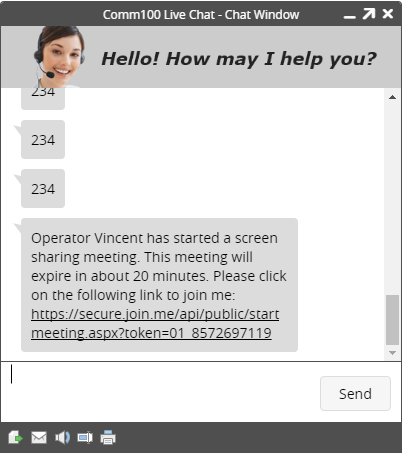 Comm100 Live Chat - Chat Window
Hello! How may I help you?
234
234
234
Operator Vincent has started a screen
sharing meeting. This meeting will
expire in about 20 minutes. Please click
on the following link to join me:
https://secure.join.me/api/public/start
meeting.aspx?token=01_8572697119
Send